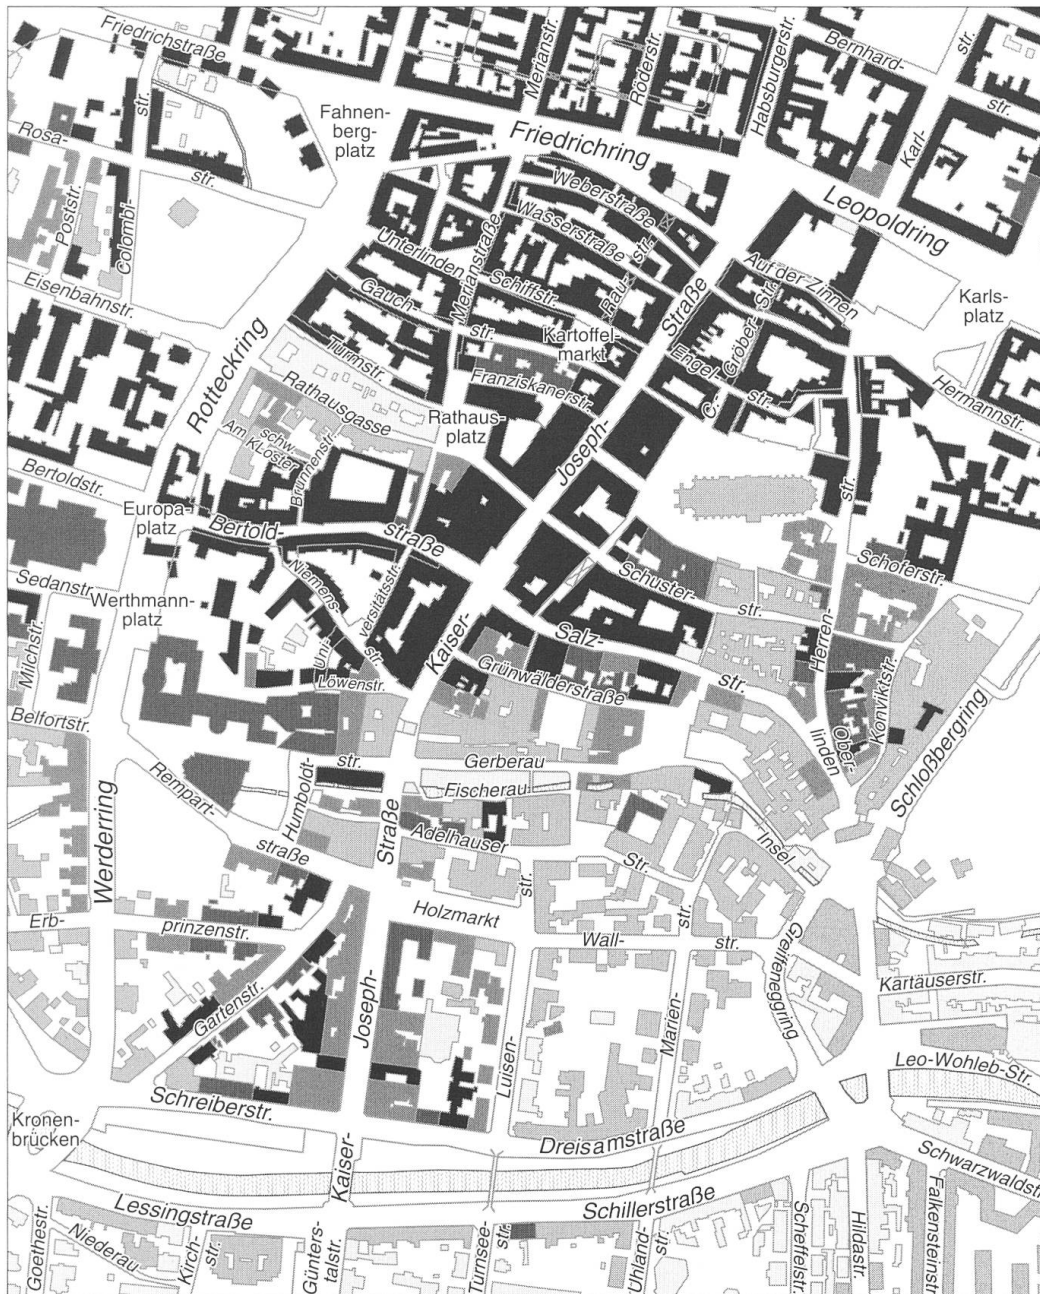 Friedrichstraße
Merianstr.
Röderstr.
Habsburgerstr.
Bernhard-
str.
str.
Fahnen-
berg-
platz
Friedrichring
Karl-
Rosa-
str.
str.
Poststr.
Colombi-
Weberstraße
Wasserstraße
Leopoldring
Unterlinden
Merianstraße
Schiffstr.
Rau-
str.
Auf der Zinnen
Eisenbahnstr.
Gauch-
str.
Kartoffel-
markt
Straße
Engel-
str.
C.-
Gröber-
Str.
Karls-
platz
Rotteckring
Turmstr.
Rathausgasse
Franziskanerstr.
Rathaus-
platz
Hermannstr.
Am KLoster
schw.
Brunnenstr.
Joseph-
Bertoldstr.
Europa-
platz
Bertold-
straße
str.
Schoferstr.
Sedanstr.
Werthmann-
platz
Niemens-
str.
Uni-
versitätsstr.
Schuster-
str.
Herren-
Milchstr.
Kaiser-
Salz-
str.
Grünwälderstraße
Konviktstr.
Löwenstr.
Belfortstr.
Ober-
linden
Schloßbergring
Rempart-
straße
Humboldt-
str.
Gerberau
Fischerau
Werderring
Straße
Adelhauser
Str.
Insel
str.
Holzmarkt
Erb-
prinzenstr.
Wall-
str.
str.
Greiffeneggring
Gartenstr.
Joseph-
Kartäuserstr.
Luisen-
Marien-
Leo-Wohleb-Str.
Schreiberstr.
Kronen-
brücken
Dreisamstraße
Kaiser-
Schwarzwaldstr
Lessingstraße
Schillerstraße
Goethestr.
Niederau
Kirch-
str.
Günters-
talstr.
Turnsee-
str.
Ühland-
str.
Scheffelstr.
Hildastr.
Falkensteinstr